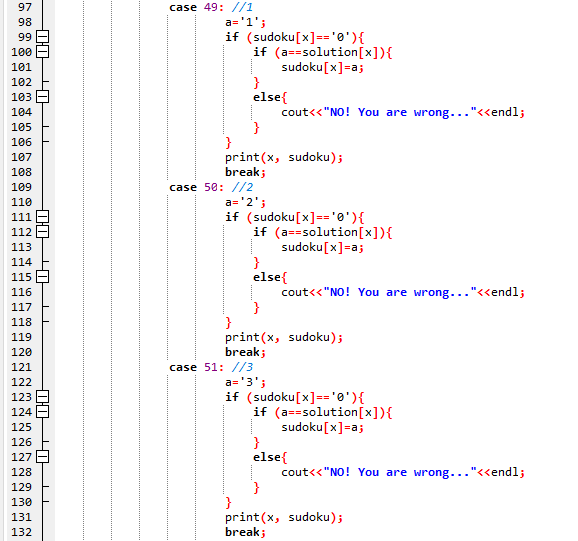 97 case 49: //1
98 a='1';
99 if (sudoku[x]=='0'){
100 if (a==solution[x]){
101 sudoku[x]=a;
102 }
103 else{
104 cout<<"NO! You are wrong..."<<endl;
105 }
106 }
107 print(x, sudoku);
108 break;
109 case 50: //2
110 a='2';
111 if (sudoku[x]=='0'){
112 if (a==solution[x]){
113 sudoku[x]=a;
114 }
115 else{
116 cout<<"NO! You are wrong..."<<endl;
117 }
118 }
119 print(x, sudoku);
120 break;
121 case 51: //3
122 a='3';
123 if (sudoku[x]=='0'){
124 if (a==solution[x]){
125 sudoku[x]=a;
126 }
127 else{
128 cout<<"NO! You are wrong..."<<endl;
129 }
130 }
131 print(x, sudoku);
132 break;